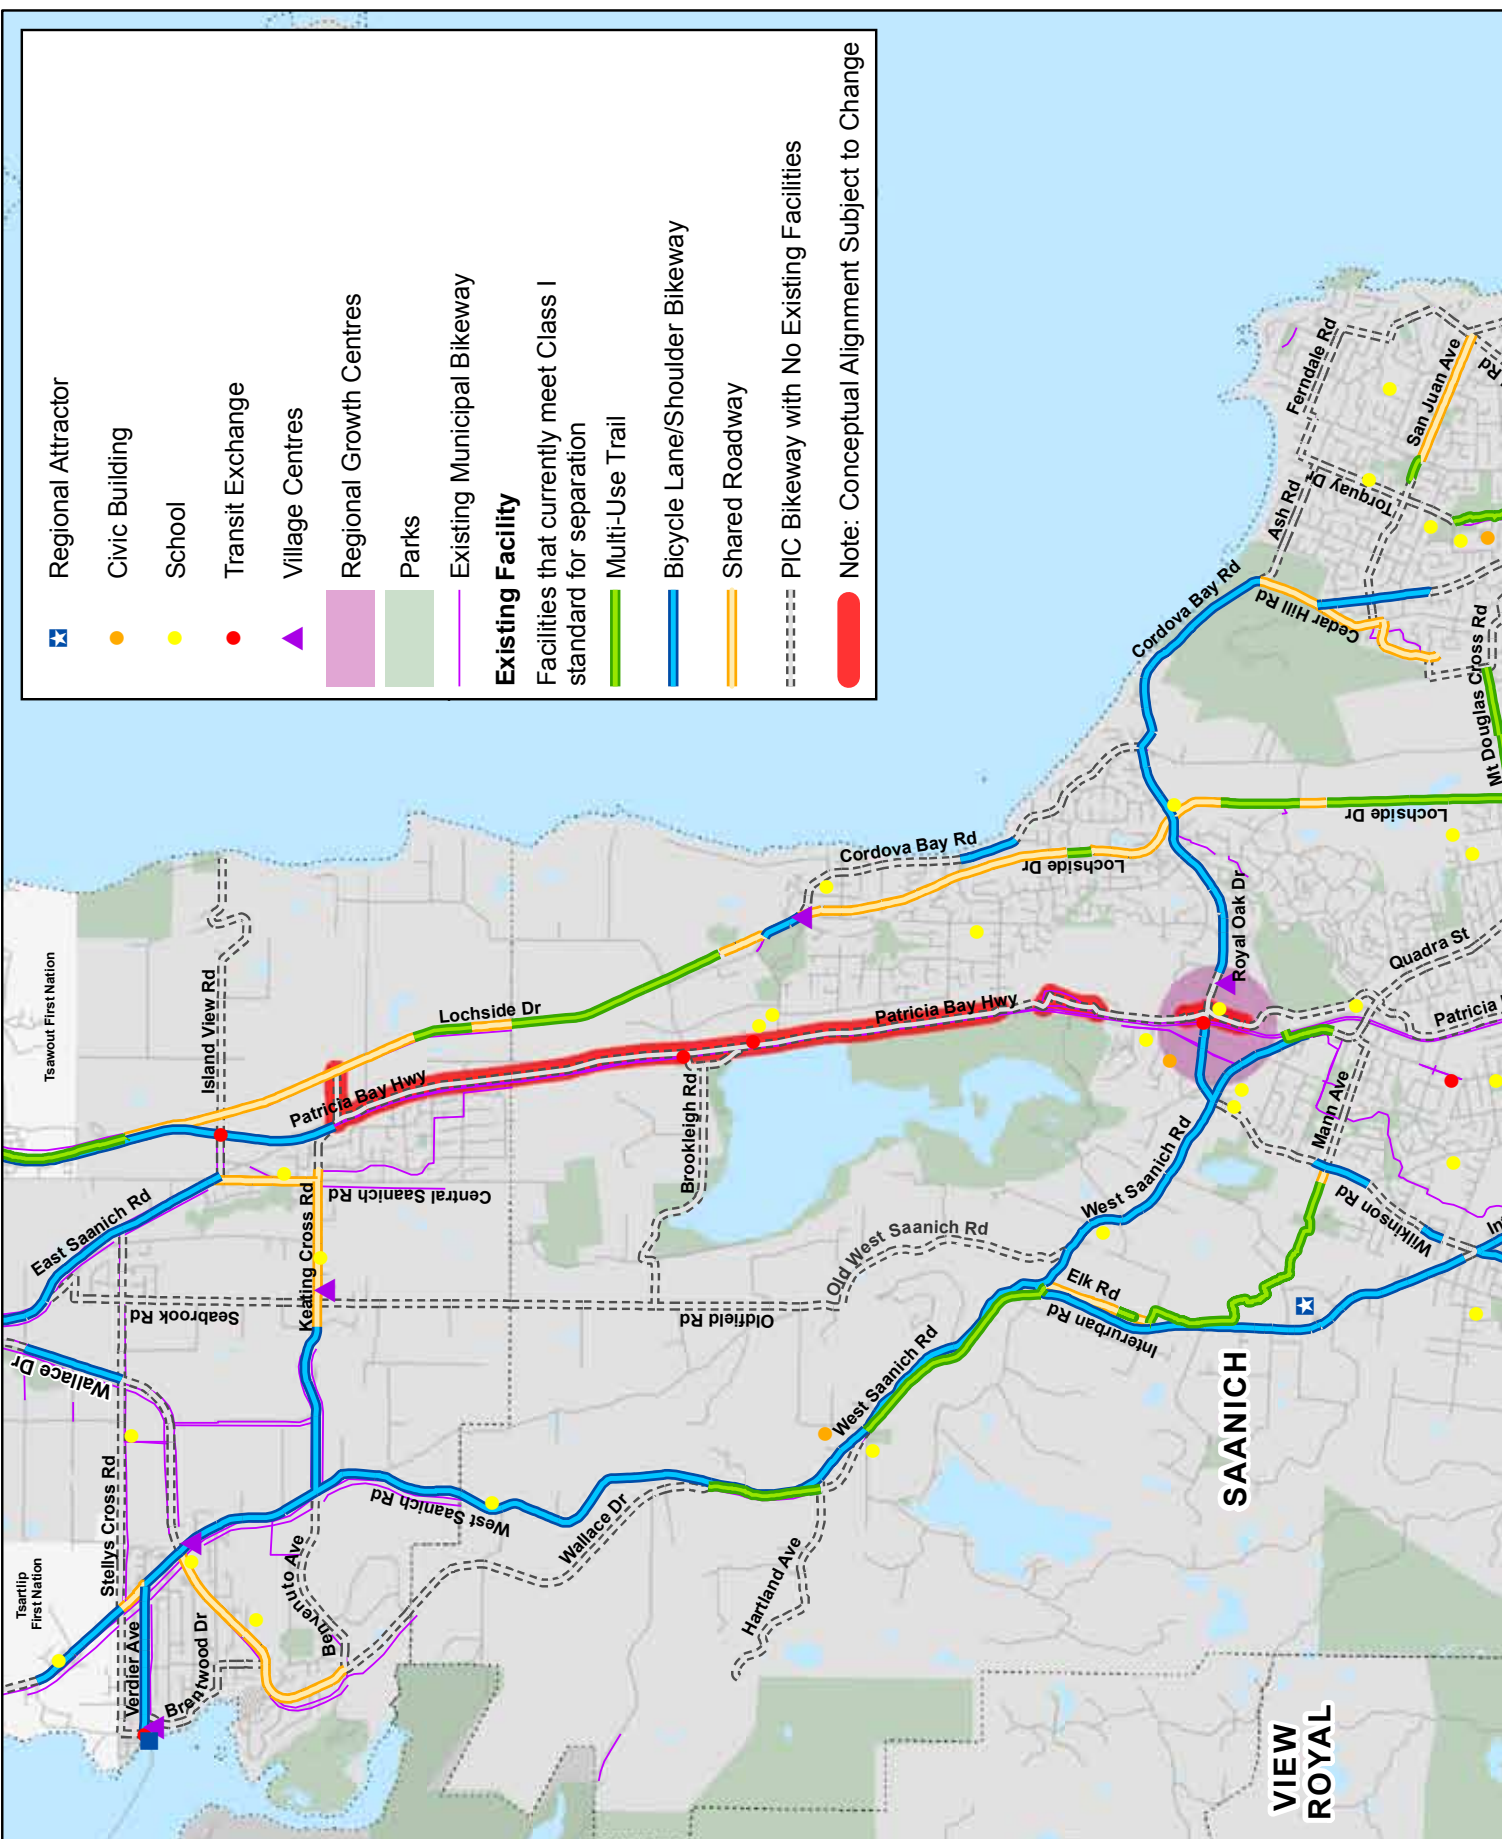 Regional Attractor
Civic Building
School
Transit Exchange
Village Centres
Regional Growth Centres
Parks
Existing Municipal Bikeway
Existing Facility
Facilities that currently meet Class I
standard for separation
Multi-Use Trail
Bicycle Lane/Shoulder Bikeway
Shared Roadway
PIC Bikeway with No Existing Facilities
Note: Conceptual Alignment Subject to Change
Tsawout First Nation
Island View Rd
Lochside Dr
Patricia Bay Hwy
East Saanich Rd
Central Saanich Rd
Keating Cross Rd
Seabrook Rd
Wallace Dr
Stellys Cross Rd
Tsartlip
First Nation
Verdier Ave
Brentwood Dr
Benvenuto Ave
West Saanich Rd
Wallace Dr
Hartland Ave
West Saanich Rd
Oldfield Rd
Old West Saanich Rd
Brookleigh Rd
Patricia Bay Hwy
Cordova Bay Rd
Lochside Dr
Elk Rd
Interurban Rd
West Saanich Rd
Royal Oak Dr
Cordova Bay Rd
Cedar Hill Rd
Ash Rd
Torquay Dr
Ferndale Rd
San Juan Ave
Rd
Mt Douglas Cross Rd
Lochside Dr
Quadra St
Patricia
Mann Ave
Wilkinson Rd
Int
SAANICH
VIEW
ROYAL